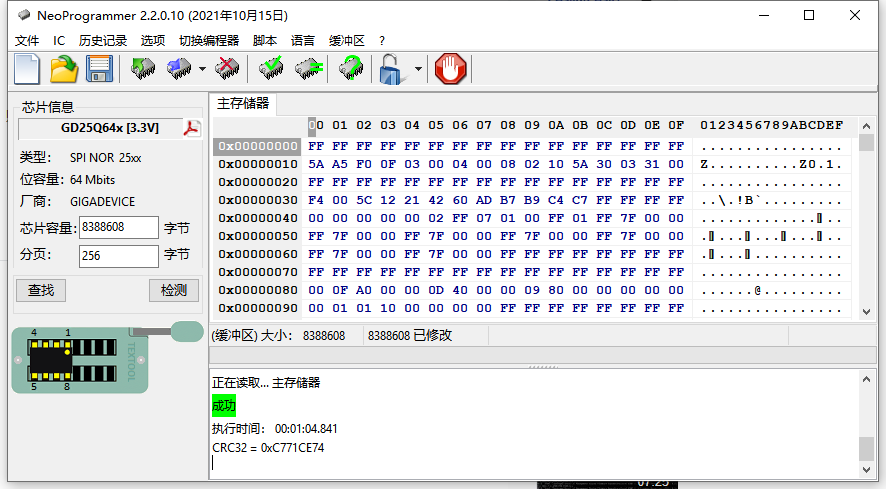 NeoProgrammer 2.2.0.10 (2021年10月15日)
文件 IC 历史记录 选项 切换编程器 脚本 语言 缓冲区 ?
芯片信息
GD25Q64x [3.3V]
类型: SPI NOR 25xx
位容量: 64 Mbits
厂商: GIGADEVICE
芯片容量: 8388608 字节
分页: 256 字节
查找 检测
4 1
TEXTOOL
5 8
主存储器
00 01 02 03 04 05 06 07 08 09 0A 0B 0C 0D 0E 0F 0123456789ABCDEF
0x00000000 FF FF FF FF FF FF FF FF FF FF FF FF FF FF FF FF ................
0x00000010 5A A5 F0 0F 03 00 04 00 08 02 10 5A 30 03 31 00 Z..........Z0.1.
0x00000020 FF FF FF FF FF FF FF FF FF FF FF FF FF FF FF FF ................
0x00000030 F4 00 5C 12 21 42 60 AD B7 B9 C4 C7 FF FF FF FF ..\.!B`.........
0x00000040 00 00 00 00 00 02 FF 07 01 00 FF 01 FF 7F 00 00
0x00000050 FF 7F 00 00 FF 7F 00 00 00 FF 7F 00 FF 7F 00 00
0x00000060 FF 7F 00 00 FF 7F 00 00 FF FF FF FF FF FF FF FF
0x00000070 FF FF FF FF FF FF FF FF FF FF FF FF FF FF FF FF ................
0x00000080 00 0F A0 00 00 0D 40 00 00 09 80 00 00 00 00 00 ......@.........
0x00000090 00 01 01 10 00 00 00 00 FF FF FF FF FF FF FF FF ................
(缓冲区) 大小: 8388608 8388608 已修改
正在读取... 主存储器
成功
执行时间: 00:01:04.841
CRC32 = 0xC771CE74